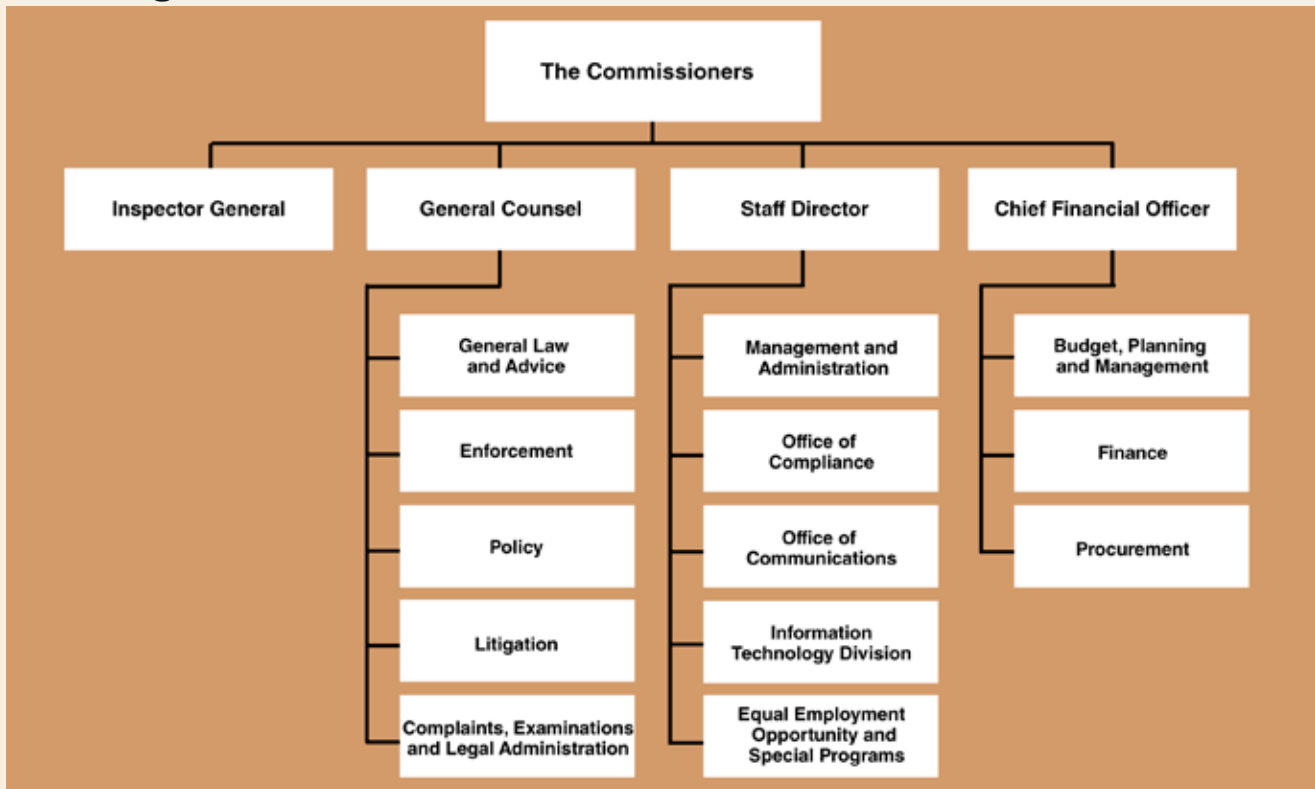 The Commissioners
Inspector General
General Counsel
Staff Director
Chief Financial Officer
General Law
and Advice
Enforcement
Policy
Litigation
Complaints, Examinations
and Legal Administration
Management and
Administration
Office of
Compliance
Office of
Communications
Information
Technology Division
Equal Employment
Opportunity and
Special Programs
Budget, Planning
and Management
Finance
Procurement